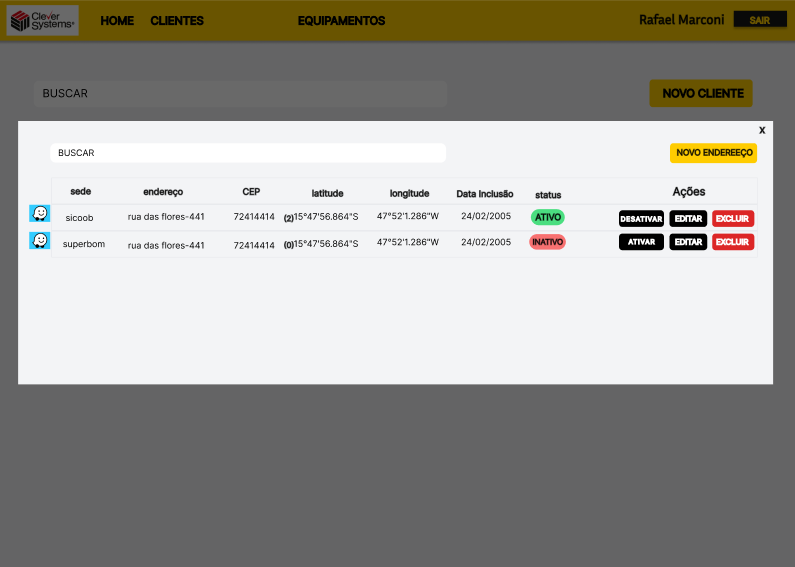 Clever Systems® HOME CLIENTES EQUIPAMENTOS Rafael Marconi SAIR
BUSCAR NOVO CLIENTE
X
BUSCAR NOVO ENDEREEÇO
sede endereço CEP latitude longitude Data Inclusão status Ações
sicoob rua das flores-441 72414414 (2)15°47'56.864"S 47°52'1.286"W 24/02/2005 ATIVO DESATIVAR EDITAR EXCLUIR
superbom rua das flores-441 72414414 (0)15°47'56.864"S 47°52'1.286"W 24/02/2005 INATIVO ATIVAR EDITAR EXCLUIR